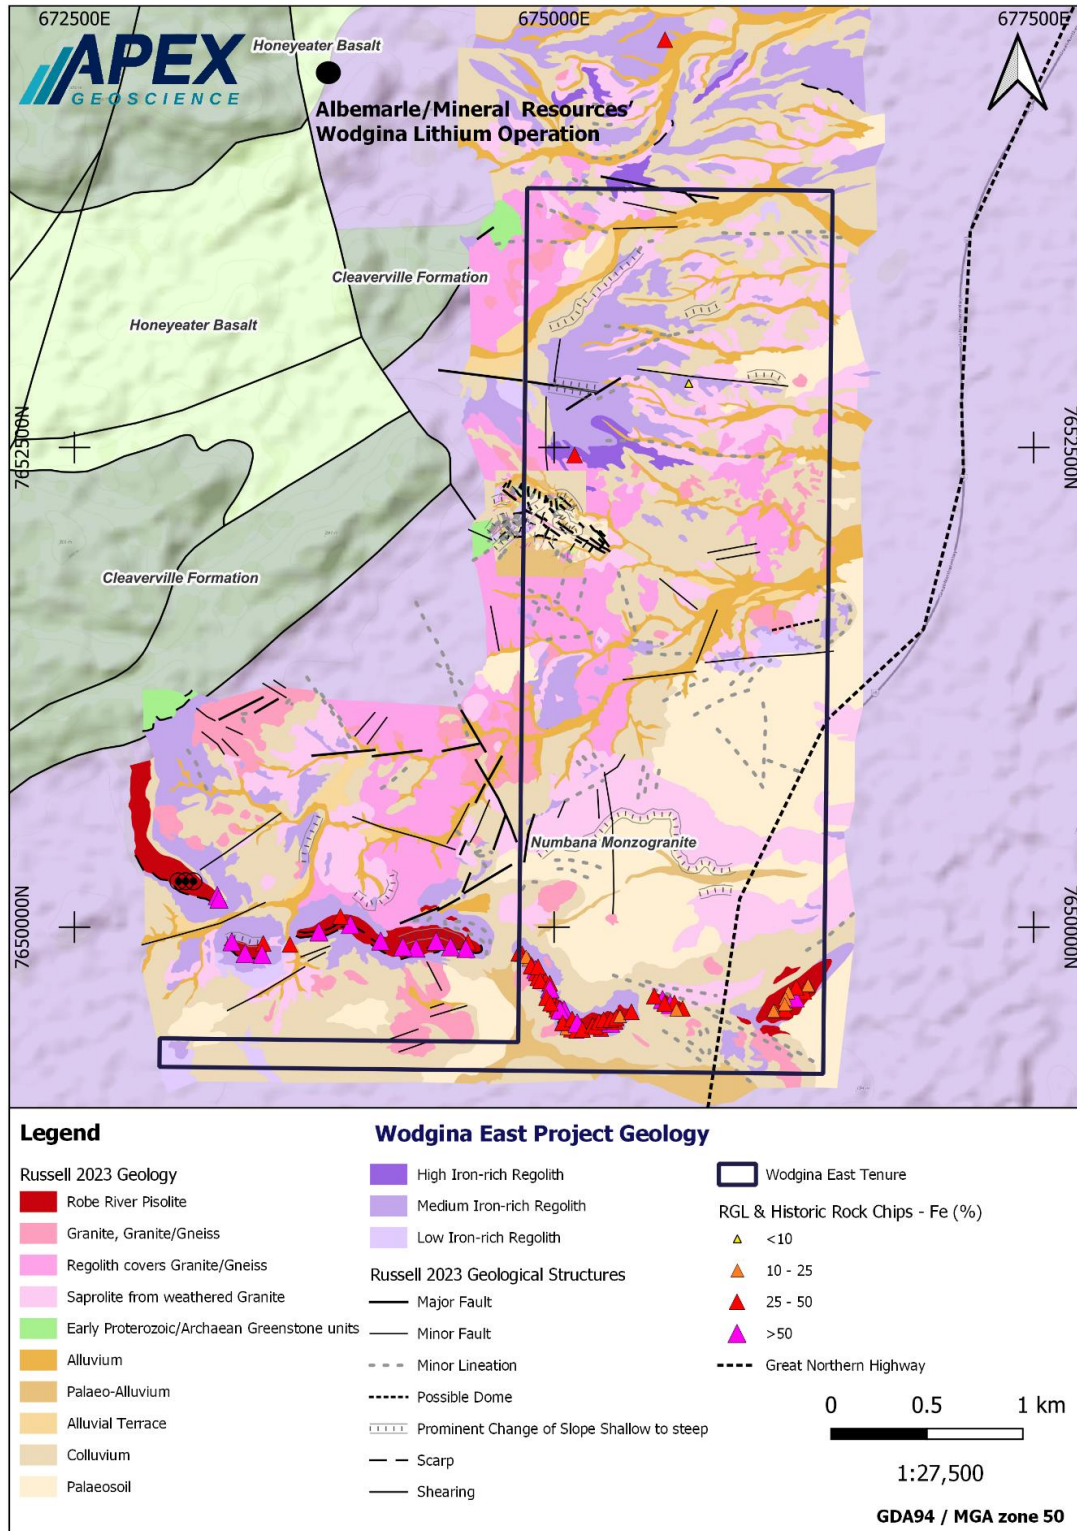 672500E
675000E
677500E
APEX
GEOSCIENCE
Honeyeater Basalt
Albemarle/Mineral Resources'
Wodgina Lithium Operation
Cleaverville Formation
Honeyeater Basalt
7652500N
7652500N
Cleaverville Formation
Numbana Monzogranite
7650000N
7650000N
Legend
Wodgina East Project Geology
Russell 2023 Geology
Robe River Pisolite
Granite, Granite/Gneiss
Regolith covers Granite/Gneiss
Saprolite from weathered Granite
Early Proterozoic/Archaean Greenstone units
Alluvium
Palaeo-Alluvium
Alluvial Terrace
Colluvium
Palaeosoil
High Iron-rich Regolith
Medium Iron-rich Regolith
Low Iron-rich Regolith
Russell 2023 Geological Structures
Major Fault
Minor Fault
Minor Lineation
Possible Dome
Prominent Change of Slope Shallow to steep
Scarp
Shearing
Wodgina East Tenure
RGL & Historic Rock Chips - Fe (%)
<10
10 - 25
25 - 50
>50
Great Northern Highway
0 0.5 1 km
1:27,500
GDA94 / MGA zone 50